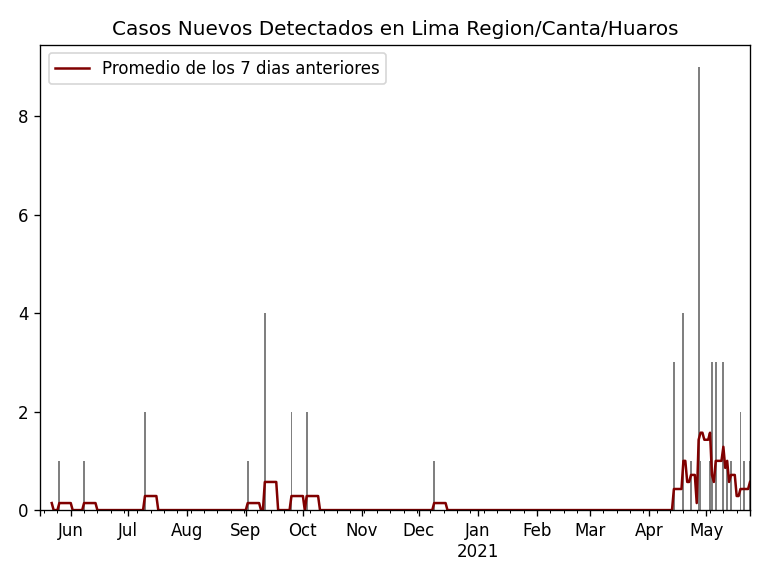 Casos Nuevos Detectados en Lima Region/Canta/Huaros
Promedio de los 7 dias anteriores
8
6
4
2
0
Jun Jul Aug Sep Oct Nov Dec Jan Feb Mar Apr May
2021